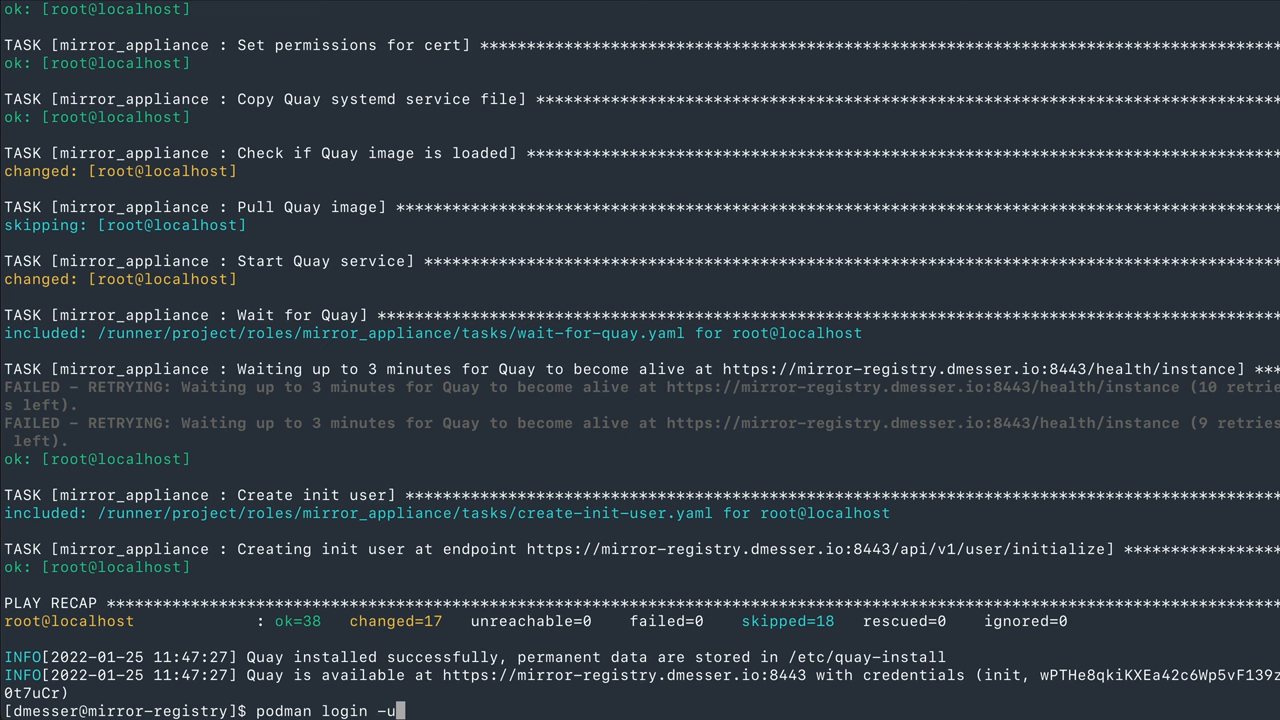 ok: [root@localhost]
TASK [mirror_appliance : Set permissions for cert] **************************************************************************************
ok: [root@localhost]
TASK [mirror_appliance : Copy Quay systemd service file] ********************************************************************************
ok: [root@localhost]
TASK [mirror_appliance : Check if Quay image is loaded] *********************************************************************************
changed: [root@localhost]
TASK [mirror_appliance : Pull Quay image] ***********************************************************************************************
skipping: [root@localhost]
TASK [mirror_appliance : Start Quay service] ********************************************************************************************
changed: [root@localhost]
TASK [mirror_appliance : Wait for Quay] *************************************************************************************************
included: /runner/project/roles/mirror_appliance/tasks/wait-for-quay.yaml for root@localhost
TASK [mirror_appliance : Waiting up to 3 minutes for Quay to become alive at https://mirror-registry.dmesser.io:8443/health/instance] ***
FAILED - RETRYING: Waiting up to 3 minutes for Quay to become alive at https://mirror-registry.dmesser.io:8443/health/instance (10 retrie
s left).
FAILED - RETRYING: Waiting up to 3 minutes for Quay to become alive at https://mirror-registry.dmesser.io:8443/health/instance (9 retries
left).
ok: [root@localhost]
TASK [mirror_appliance : Create init user] **********************************************************************************************
included: /runner/project/roles/mirror_appliance/tasks/create-init-user.yaml for root@localhost
TASK [mirror_appliance : Creating init user at endpoint https://mirror-registry.dmesser.io:8443/api/v1/user/initialize] *****************
ok: [root@localhost]
PLAY RECAP ******************************************************************************************************************************
root@localhost : ok=38 changed=17 unreachable=0 failed=0 skipped=18 rescued=0 ignored=0
INFO[2022-01-25 11:47:27] Quay installed successfully, permanent data are stored in /etc/quay-install
INFO[2022-01-25 11:47:27] Quay is available at https://mirror-registry.dmesser.io:8443 with credentials (init, wPTHe8qkiKXEa42c6Wp5vF139z
0t7uCr)
[dmesser@mirror-registry]$ podman login -u